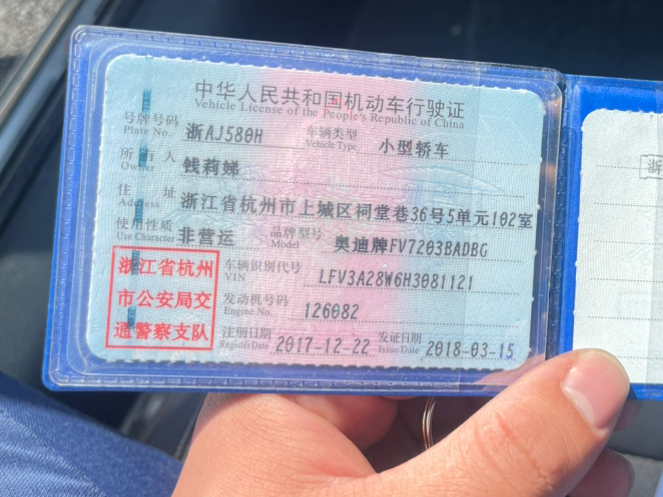 中华人民共和国机动车行驶证
Vehicle License of the People's Republic of China
号牌号码 浙AJ580H 车辆类型 小型轿车
Plate No. Vehicle Type
所有人 钱莉娣
Owner
住址 浙江省杭州市上城区祠堂巷36号5单元102室
Address
使用性质 非营运 品牌型号 奥迪牌FV7203BADBG
Use Character Model
浙江省杭州
市公安局交
通警察支队
车辆识别代号 LFV3A28W6H3081121
VIN
发动机号码 126082
Engine No.
注册日期 2017-12-22 发证日期 2018-03-15
Register Date Issue Date
浙